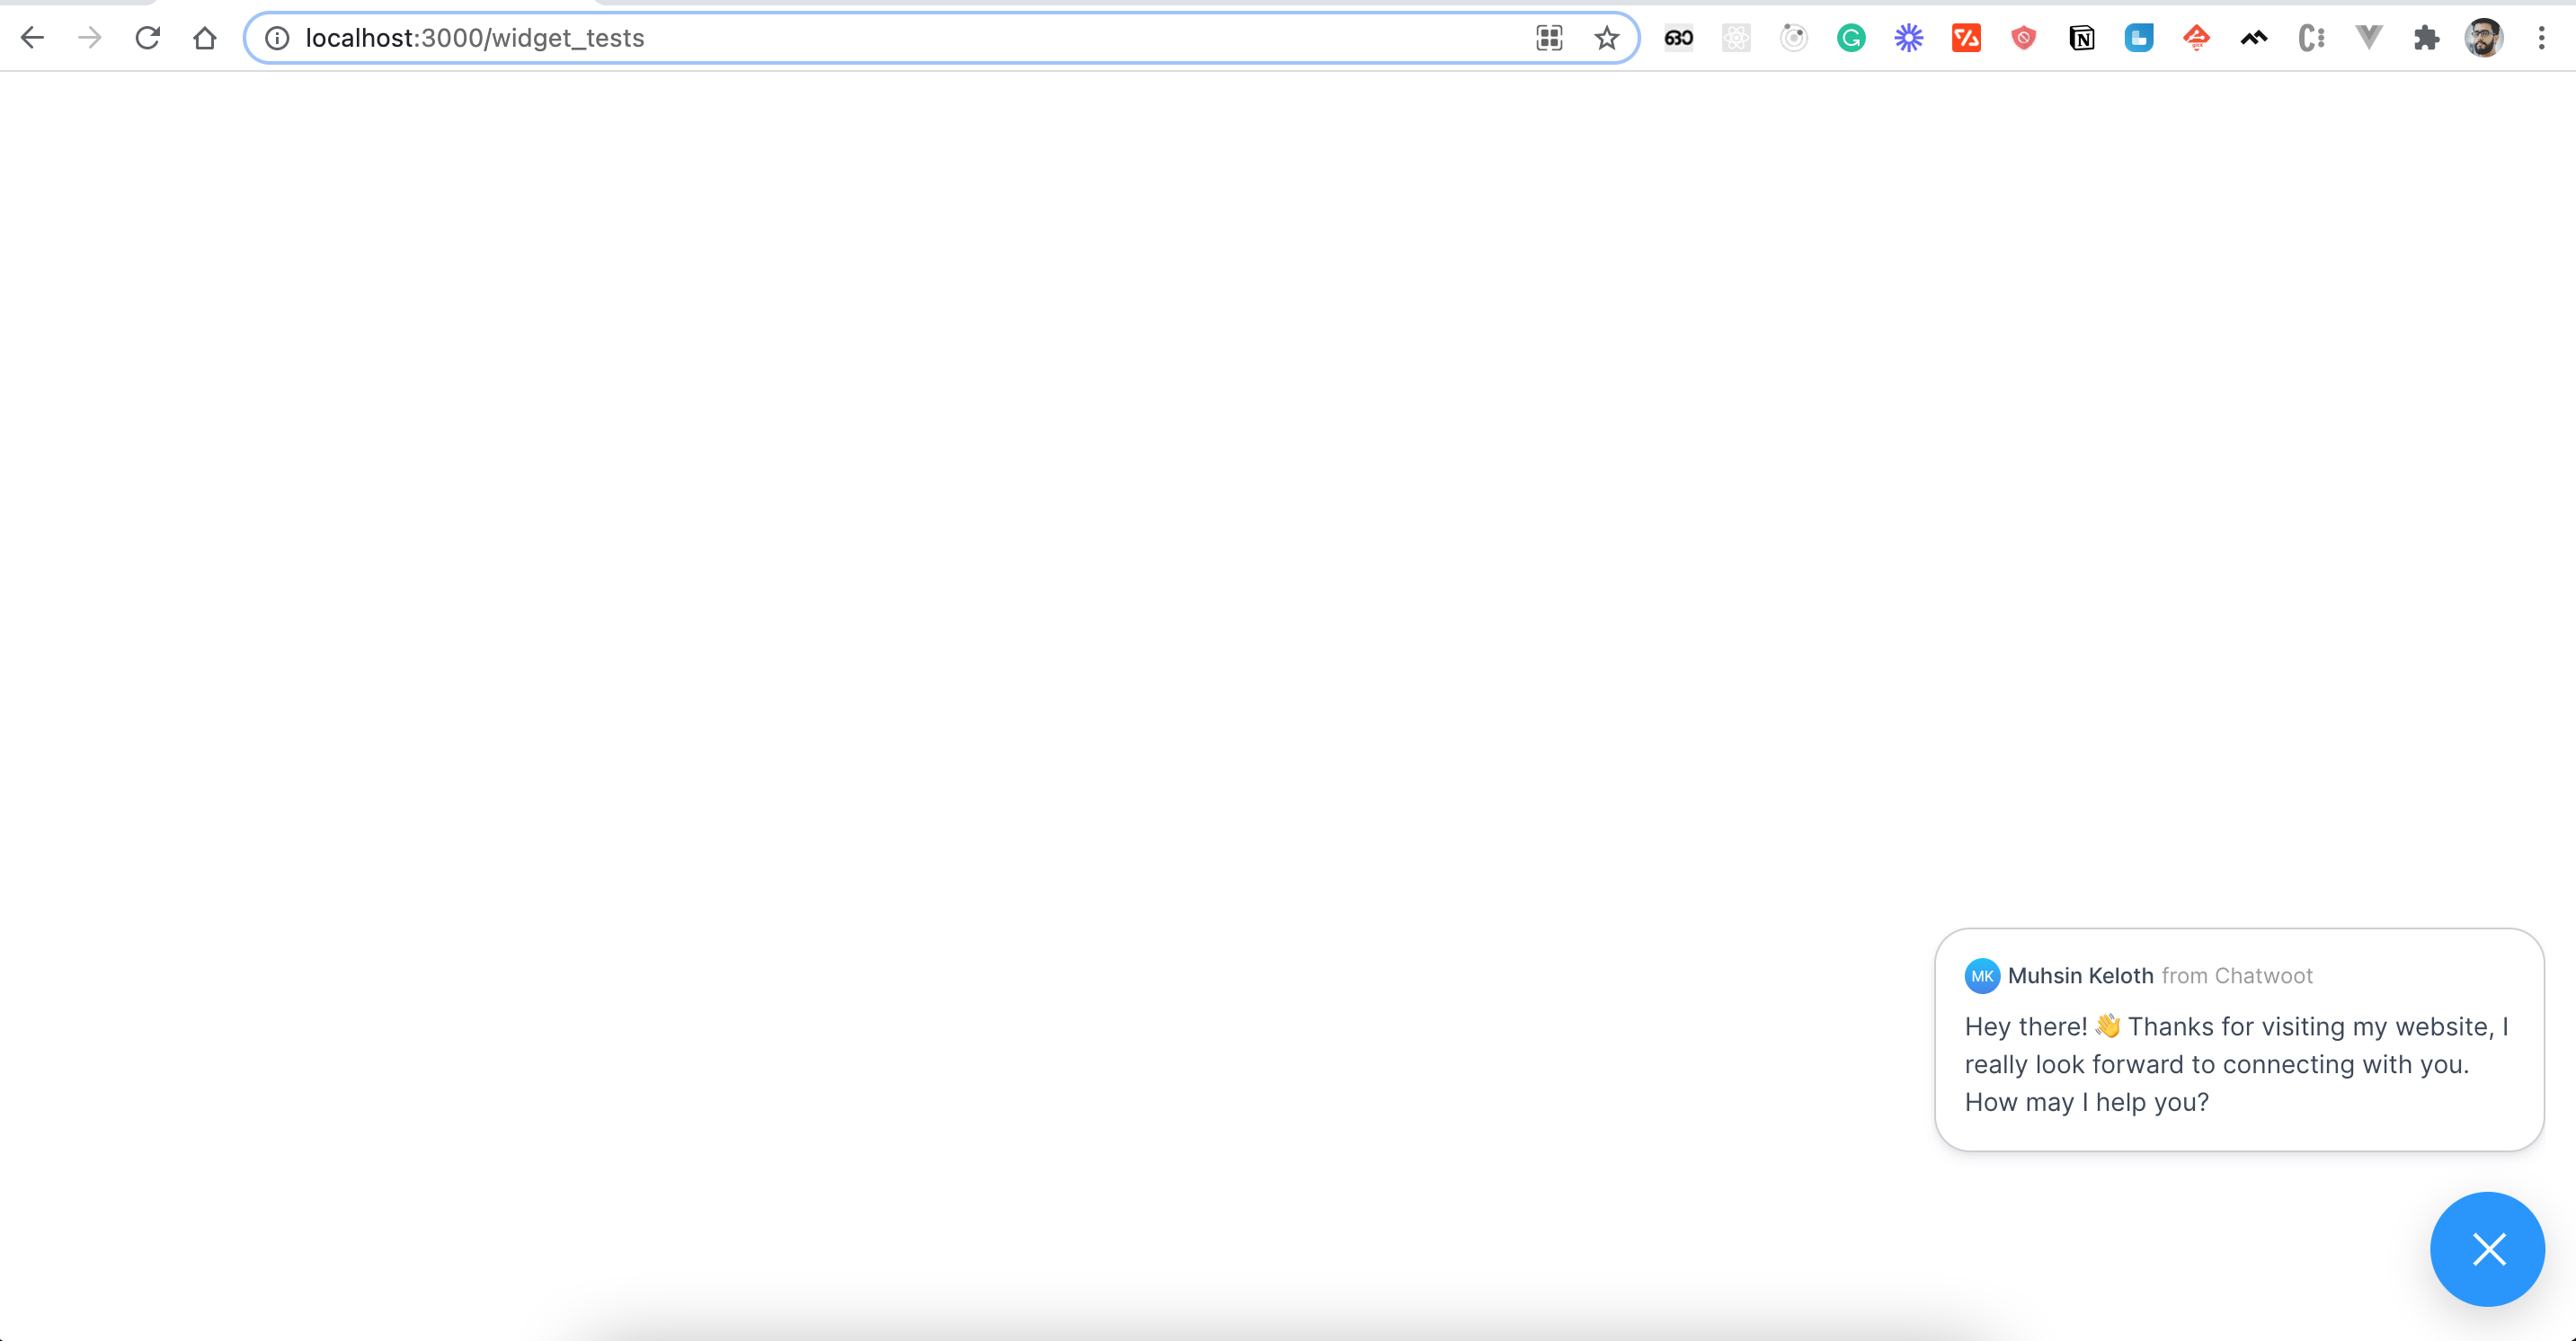 localhost:3000/widget_tests
MK Muhsin Keloth from Chatwoot
Hey there! 👋 Thanks for visiting my website, I
really look forward to connecting with you.
How may I help you?